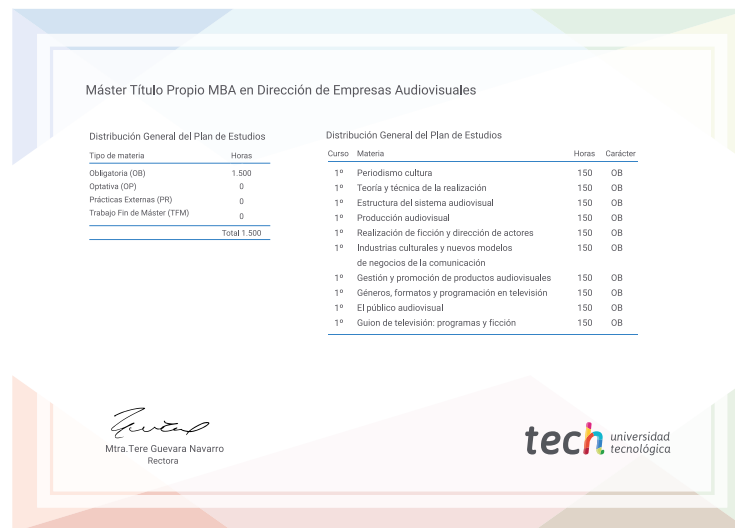 Máster Título Propio MBA en Dirección de Empresas Audiovisuales
Distribución General del Plan de Estudios
Tipo de materia Horas
Obligatoria (OB) 1.500
Optativa (OP) 0
Prácticas Externas (PR) 0
Trabajo Fin de Máster (TFM) 0
Total 1.500
Distribución General del Plan de Estudios
Curso Materia Horas Carácter
1º Periodismo cultura 150 OB
1º Teoría y técnica de la realización 150 OB
1º Estructura del sistema audiovisual 150 OB
1º Producción audiovisual 150 OB
1º Realización de ficción y dirección de actores 150 OB
1º Industrias culturales y nuevos modelos 150 OB
de negocios de la comunicación
1º Gestión y promoción de productos audiovisuales 150 OB
1º Géneros, formatos y programación en televisión 150 OB
1º El público audiovisual 150 OB
1º Guion de televisión: programas y ficción 150 OB
Mtra.Tere Guevara Navarro
Rectora
tech universidad
tecnológica